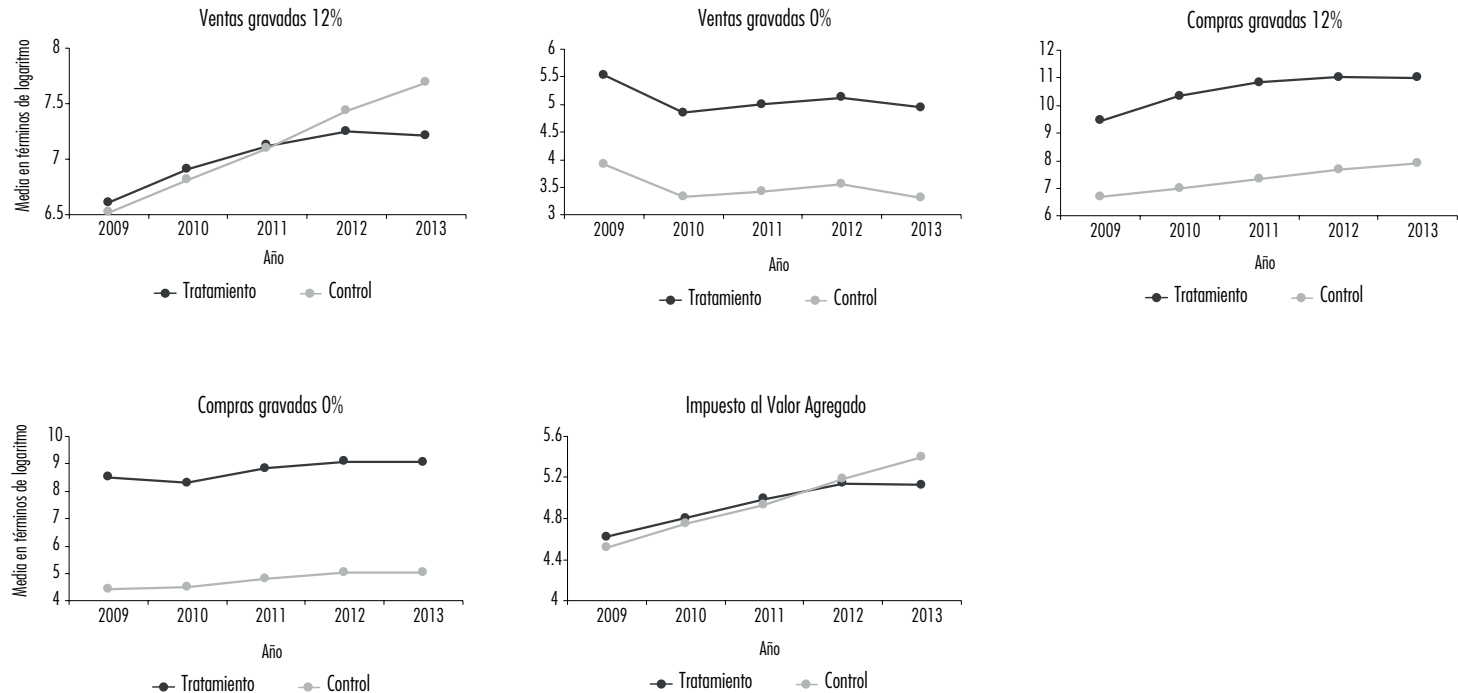 Ventas gravadas 12%
Media en términos de logaritmo
8
7.5
7
6.5
2009 2010 2011 2012 2013
Año
Tratamiento Control
Ventas gravadas 0%
6
5.5
5
4.5
4
3.5
3
2009 2010 2011 2012 2013
Año
Tratamiento Control
Compras gravadas 12%
12
11
10
9
8
7
6
2009 2010 2011 2012 2013
Año
Tratamiento Control
Compras gravadas 0%
Media en términos de logaritmo
10
9
8
7
6
5
4
2009 2010 2011 2012 2013
Año
Tratamiento Control
Impuesto al Valor Agregado
5.6
5.2
4.8
4.4
4
2009 2010 2011 2012 2013
Año
Tratamiento Control